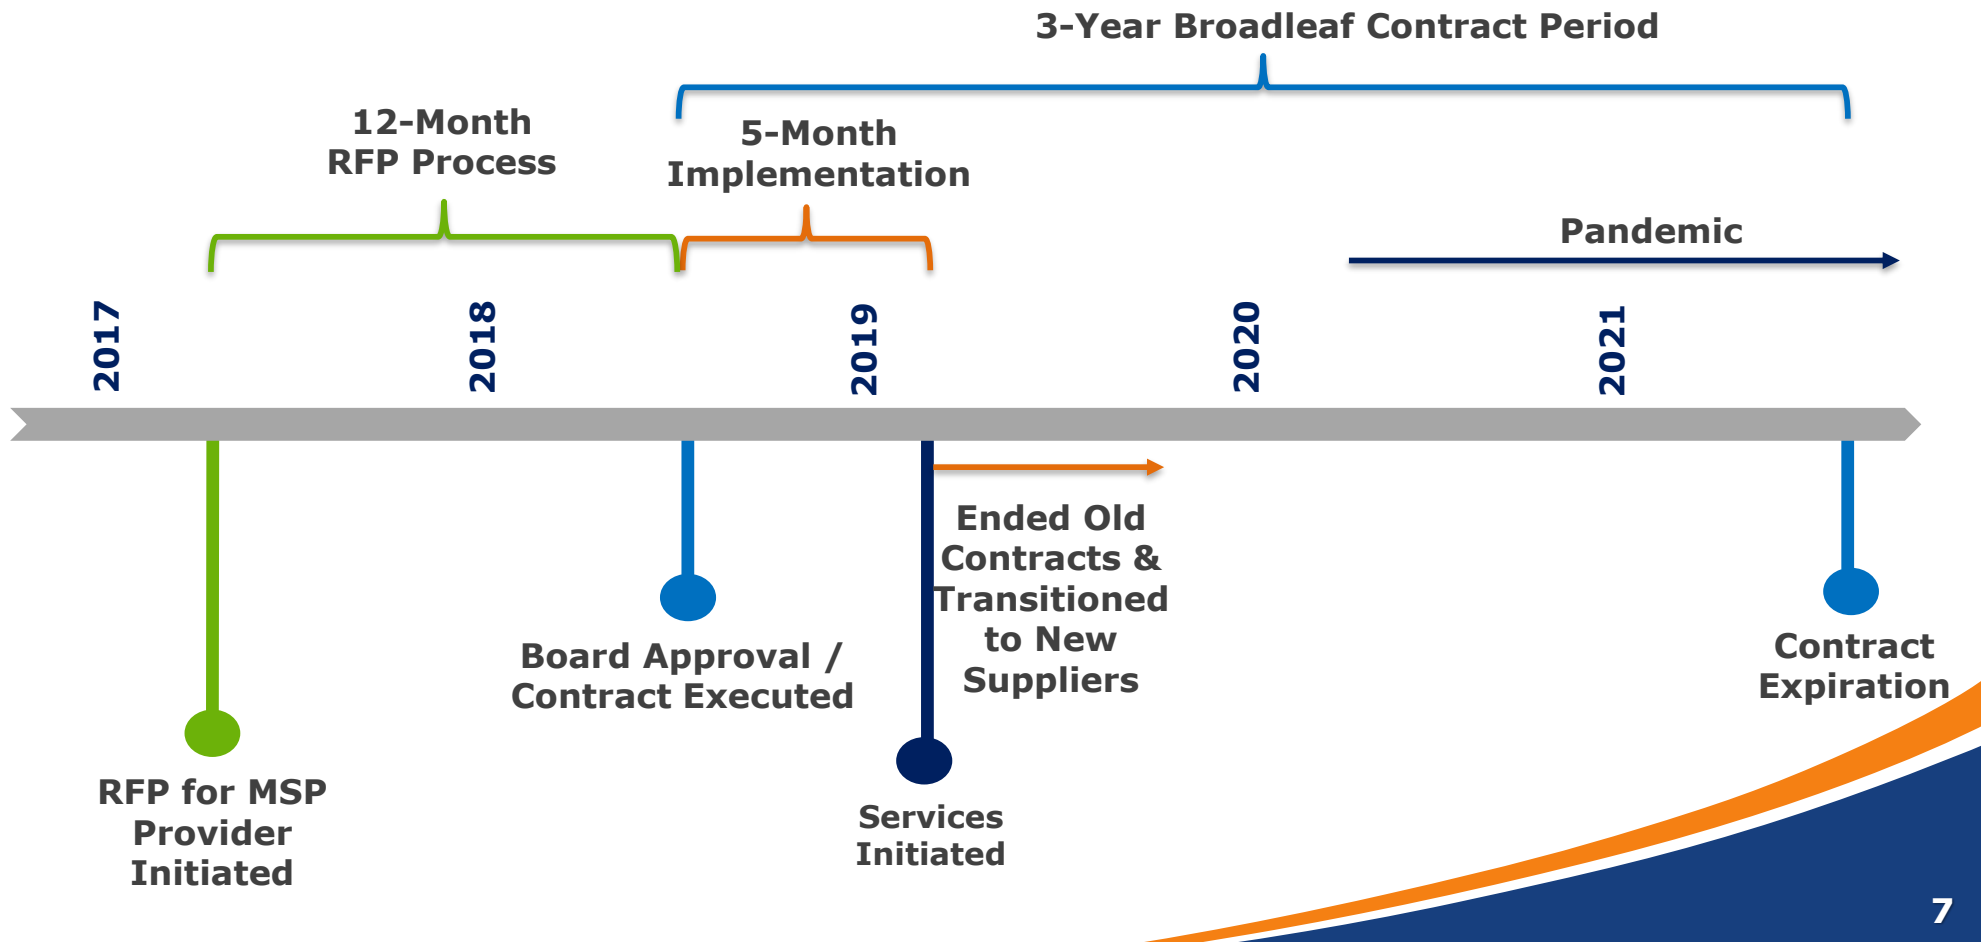 3-Year Broadleaf Contract Period
12-Month
RFP Process
5-Month
Implementation
Pandemic
2017
2018
2019
2020
2021
Ended Old
Contracts &
Transitioned
to New
Suppliers
Board Approval /
Contract Executed
Contract
Expiration
RFP for MSP
Provider
Initiated
Services
Initiated
7